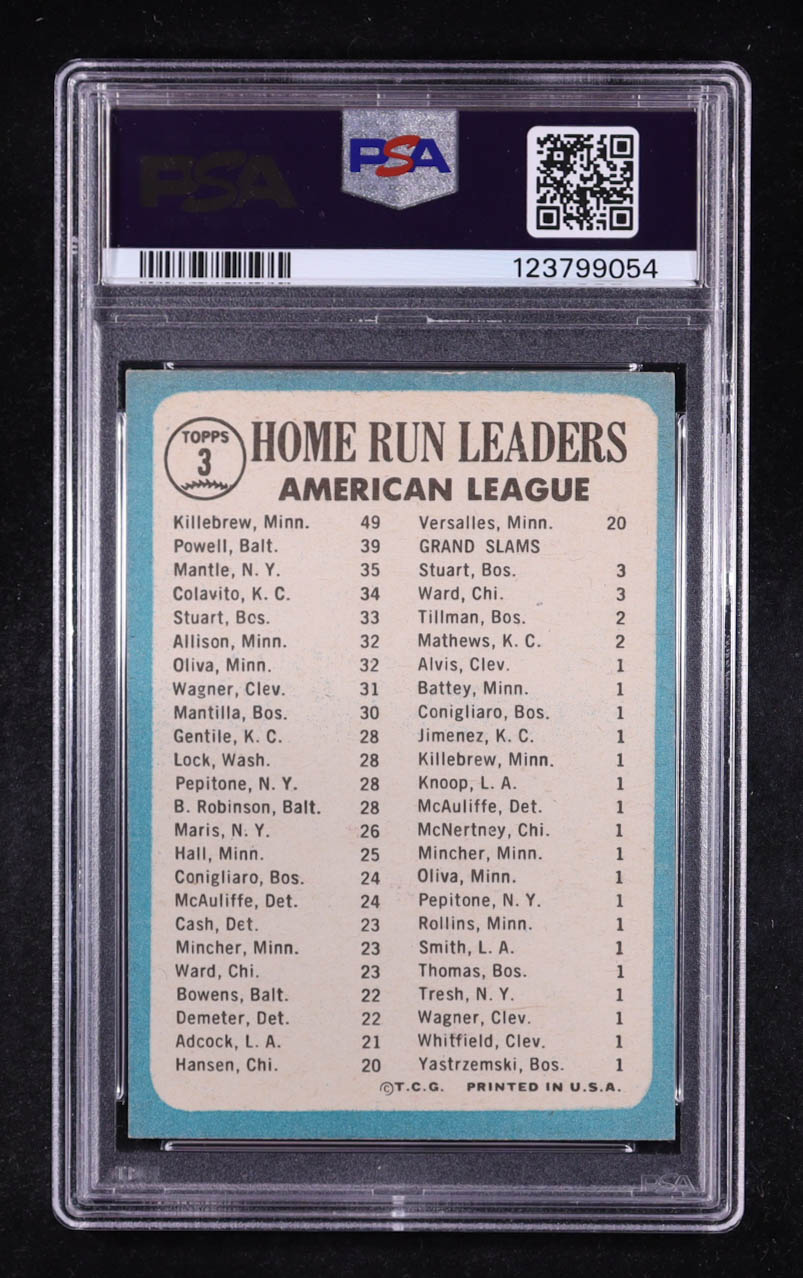 PSA
PSA
123799054
TOPPS
3
HOME RUN LEADERS
AMERICAN LEAGUE
Killebrew, Minn. 49
Powell, Balt. 39
Mantle, N. Y. 35
Colavito, K. C. 34
Stuart, Bos. 33
Allison, Minn. 32
Oliva, Minn. 32
Wagner, Clev. 31
Mantilla, Bos. 30
Gentile, K. C. 28
Lock, Wash. 28
Pepitone, N. Y. 28
B. Robinson, Balt. 28
Maris, N. Y. 26
Hall, Minn. 25
Conigliaro, Bos. 24
McAuliffe, Det. 24
Cash, Det. 23
Mincher, Minn. 23
Ward, Chi. 23
Bowens, Balt. 22
Demeter, Det. 22
Adcock, L. A. 21
Hansen, Chi. 20
Versalles, Minn. 20
GRAND SLAMS
Stuart, Bos. 3
Ward, Chi. 3
Tillman, Bos. 2
Mathews, K. C. 2
Alvis, Clev. 1
Battey, Minn. 1
Conigliaro, Bos. 1
Jimenez, K. C. 1
Killebrew, Minn. 1
Knoop, L. A. 1
McAuliffe, Det. 1
McNertney, Chi. 1
Mincher, Minn. 1
Oliva, Minn. 1
Pepitone, N. Y. 1
Rollins, Minn. 1
Smith, L. A. 1
Thomas, Bos. 1
Tresh, N. Y. 1
Wagner, Clev. 1
Whitfield, Clev. 1
Yastrzemski, Bos. 1
©T.C.G. PRINTED IN U.S.A.
PSA